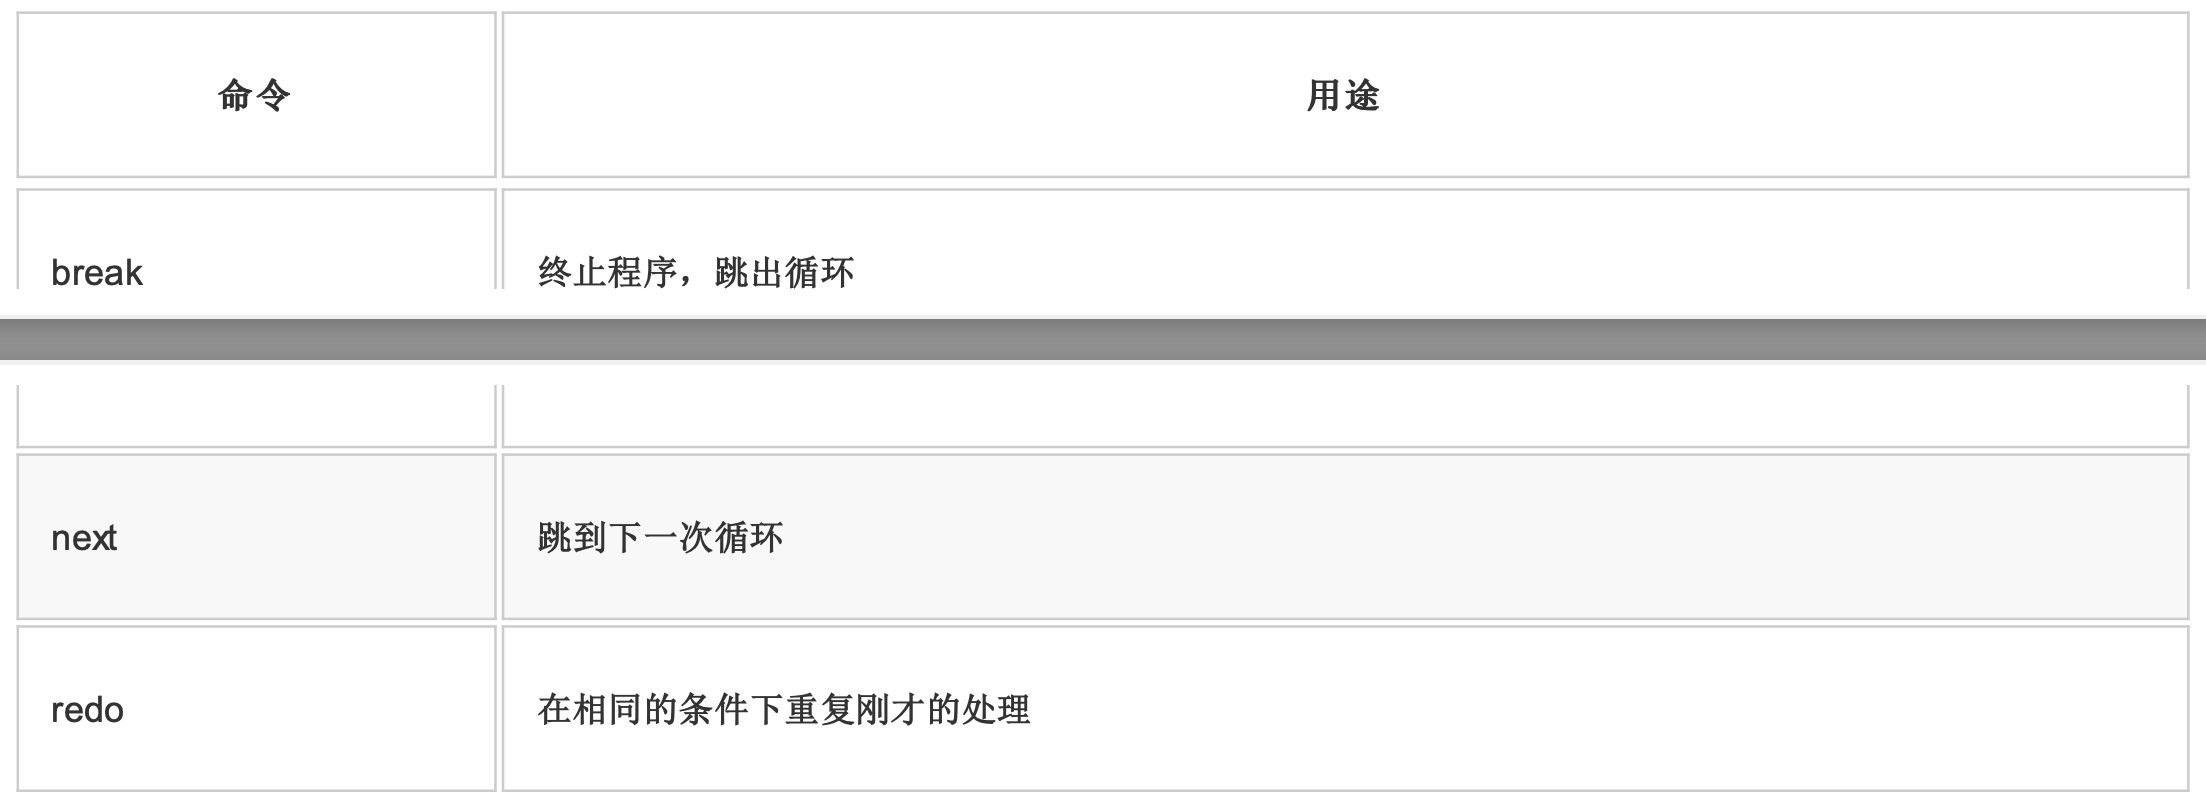 命令 用途
break 终止程序，跳出循环
next 跳到下一次循环
redo 在相同的条件下重复刚才的处理